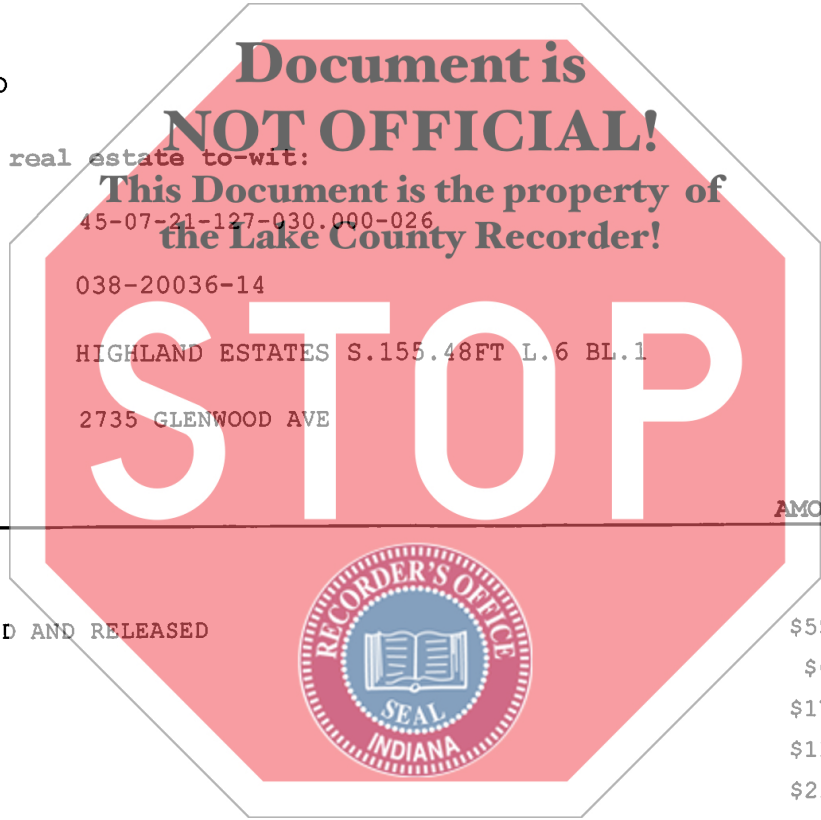 Document is
NOT OFFICIAL!
real estate to-wit:
This Document is the property of
45-07-21-127-030.000-026
the Lake County Recorder!
038-20036-14
STOP
HIGHLAND ESTATES S.155.48FT L.6 BL.1
2735 GLENWOOD AVE
RECORDER'S OFFICE
AND RELEASED
SEAL
INDIANA